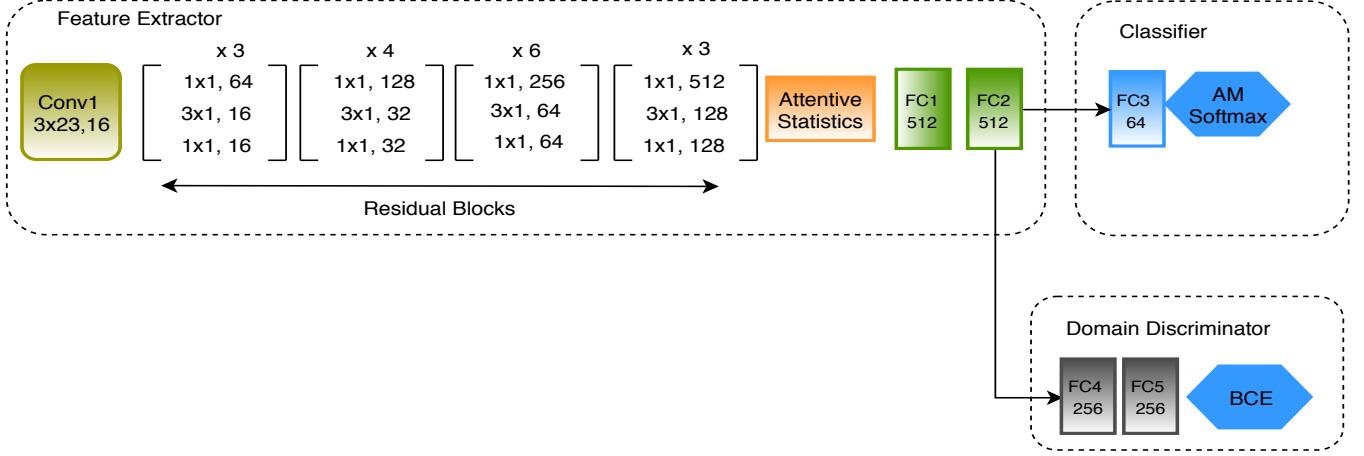 Feature Extractor
x 3
x 4
x 6
x 3
Conv1
3x23,16
1x1, 64
3x1, 16
1x1, 16
1x1, 128
3x1, 32
1x1, 32
1x1, 256
3x1, 64
1x1, 64
1x1, 512
3x1, 128
1x1, 128
Residual Blocks
Attentive
Statistics
FC1
512
FC2
512
Classifier
FC3
64
AM
Softmax
Domain Discriminator
FC4
256
FC5
256
BCE